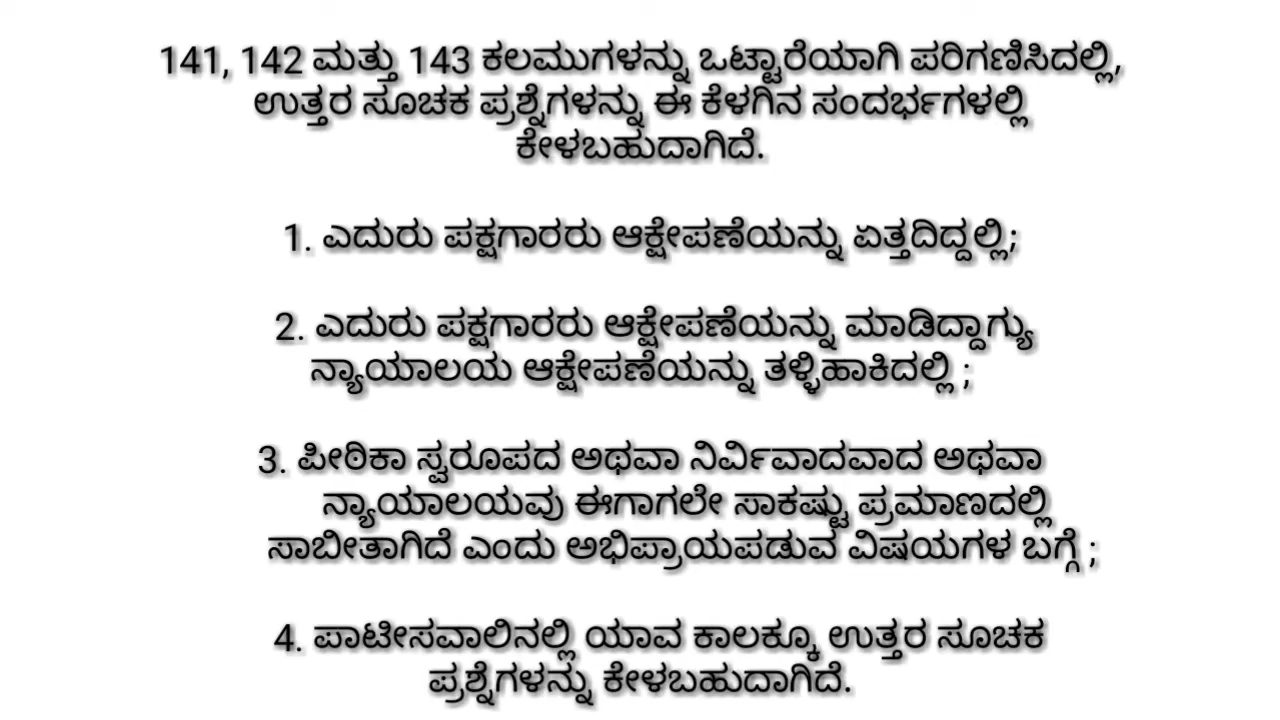 141, 142 ಮತ್ತು 143 ಕಲಮುಗಳನ್ನು ಒಟ್ಟಾರೆಯಾಗಿ ಪರಿಗಣಿಸಿದಲ್ಲಿ,
ಉತ್ತರ ಸೂಚಕ ಪ್ರಶ್ನೆಗಳನ್ನು ಈ ಕೆಳಗಿನ ಸಂದರ್ಭಗಳಲ್ಲಿ
ಕೇಳಬಹುದಾಗಿದೆ.
1. ಎದುರು ಪಕ್ಷಗಾರರು ಆಕ್ಷೇಪಣೆಯನ್ನು ಏತ್ತದಿದ್ದಲ್ಲಿ;
2. ಎದುರು ಪಕ್ಷಗಾರರು ಆಕ್ಷೇಪಣೆಯನ್ನು ಮಾಡಿದ್ದಾಗ್ಯು
ನ್ಯಾಯಾಲಯ ಆಕ್ಷೇಪಣೆಯನ್ನು ತಳ್ಳಿಹಾಕಿದಲ್ಲಿ ;
3. ಪೀಠಿಕಾ ಸ್ವರೂಪದ ಅಥವಾ ನಿರ್ವಿವಾದವಾದ ಅಥವಾ
ನ್ಯಾಯಾಲಯವು ಈಗಾಗಲೇ ಸಾಕಷ್ಟು ಪ್ರಮಾಣದಲ್ಲಿ
ಸಾಬೀತಾಗಿದೆ ಎಂದು ಅಭಿಪ್ರಾಯಪಡುವ ವಿಷಯಗಳ ಬಗ್ಗೆ ;
4. ಪಾಟೀಸವಾಲಿನಲ್ಲಿ ಯಾವ ಕಾಲಕ್ಕೂ ಉತ್ತರ ಸೂಚಕ
ಪ್ರಶ್ನೆಗಳನ್ನು ಕೇಳಬಹುದಾಗಿದೆ.